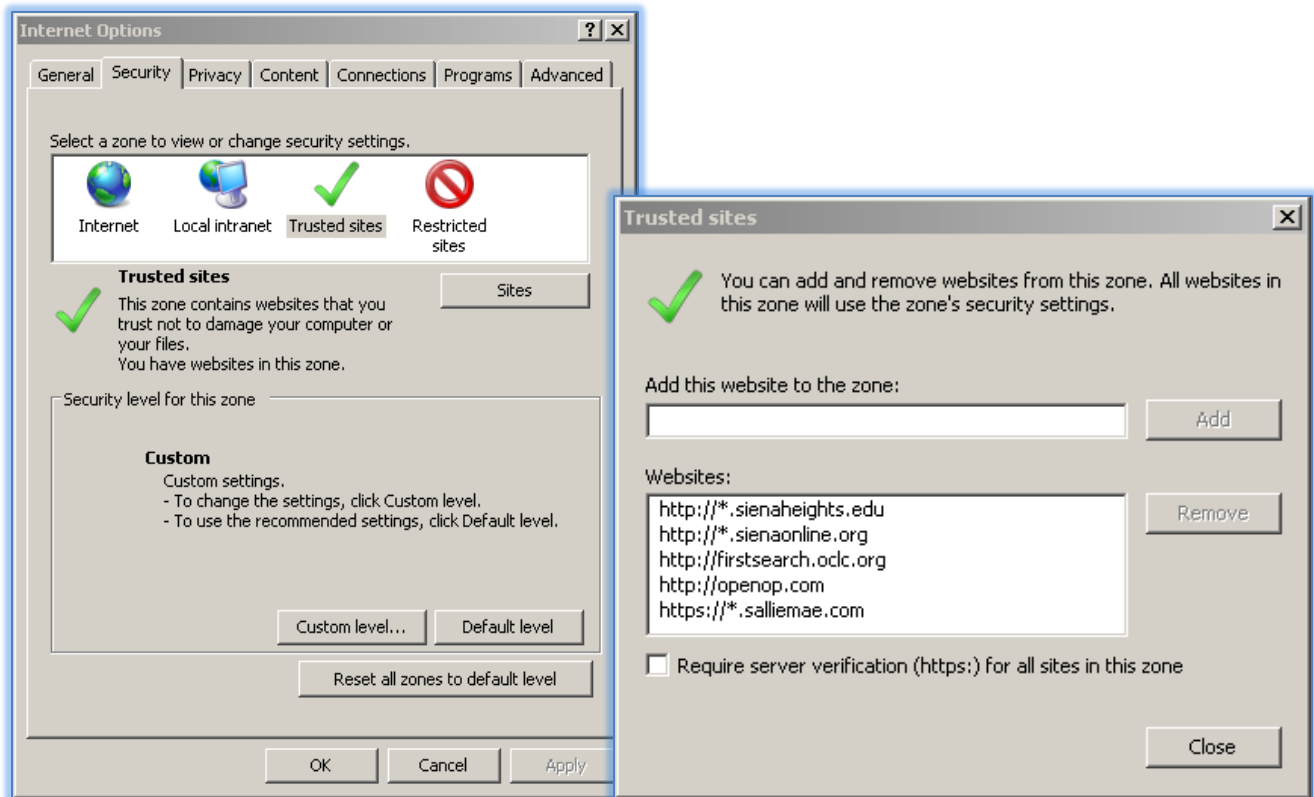 Internet Options
General Security Privacy Content Connections Programs Advanced
Select a zone to view or change security settings.
Internet
Local intranet
Trusted sites
Restricted
sites
Trusted sites
This zone contains websites that you
trust not to damage your computer or
your files.
You have websites in this zone.
Sites
Security level for this zone
Custom
Custom settings.
- To change the settings, click Custom level.
- To use the recommended settings, click Default level.
Custom level... Default level
Reset all zones to default level
OK Cancel Apply
Trusted sites
You can add and remove websites from this zone. All websites in
this zone will use the zone's security settings.
Add this website to the zone:
Add
Websites:
http://*.sienaheights.edu
http://*.sienaonline.org
http://firstsearch.oclc.org
http://openop.com
https://*.salliemae.com
Remove
Require server verification (https:) for all sites in this zone
Close